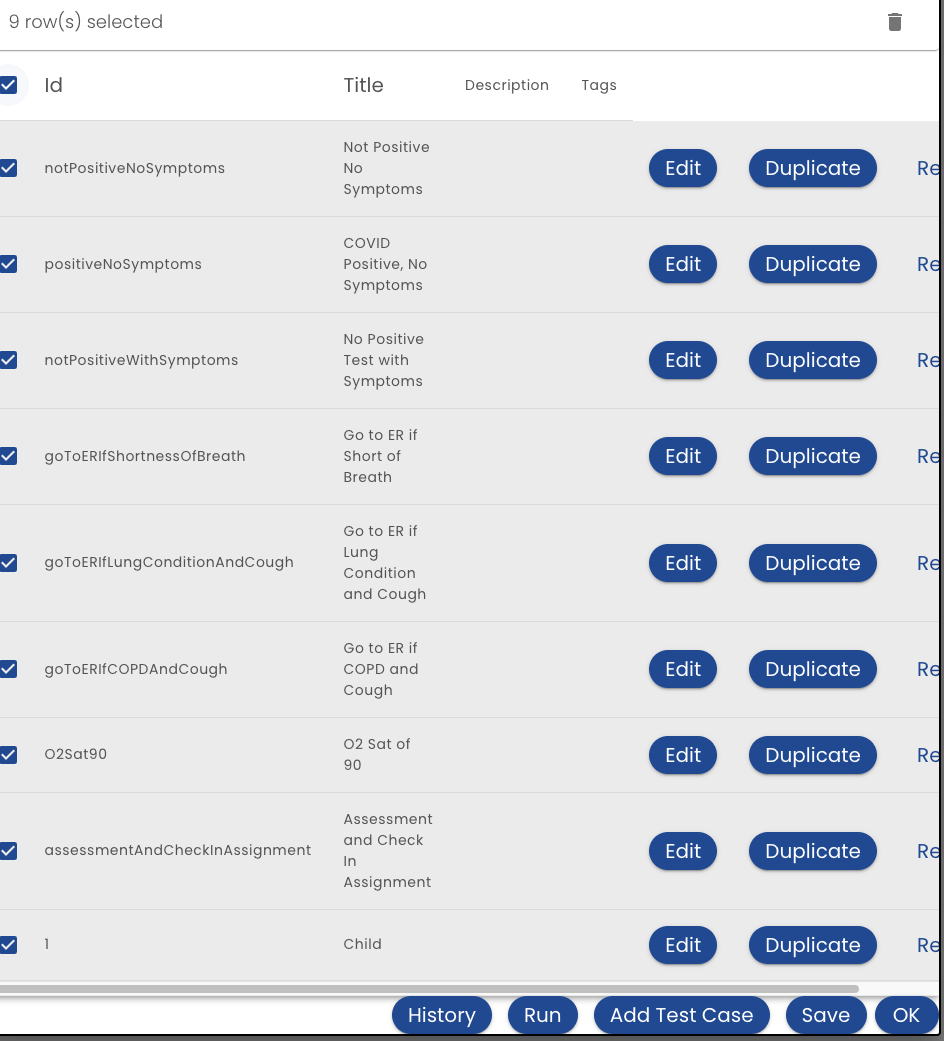 9 row(s) selected
Id Title Description Tags
notPositiveNoSymptoms Not Positive Edit Duplicate Re
No
Symptoms
positiveNoSymptoms COVID Edit Duplicate Re
Positive, No
Symptoms
notPositiveWithSymptoms No Positive Edit Duplicate Re
Test with
Symptoms
goToERIfShortnessOfBreath Go to ER if Edit Duplicate Re
Short of
Breath
goToERIfLungConditionAndCough Go to ER if Edit Duplicate Re
Lung
Condition
and Cough
goToERIfCOPDAndCough Go to ER if Edit Duplicate Re
COPD and
Cough
O2Sat90 O2 Sat of Edit Duplicate Re
90
assessmentAndCheckInAssignment Assessment Edit Duplicate Re
and Check
In
Assignment
1 Child Edit Duplicate Re
History Run Add Test Case Save OK